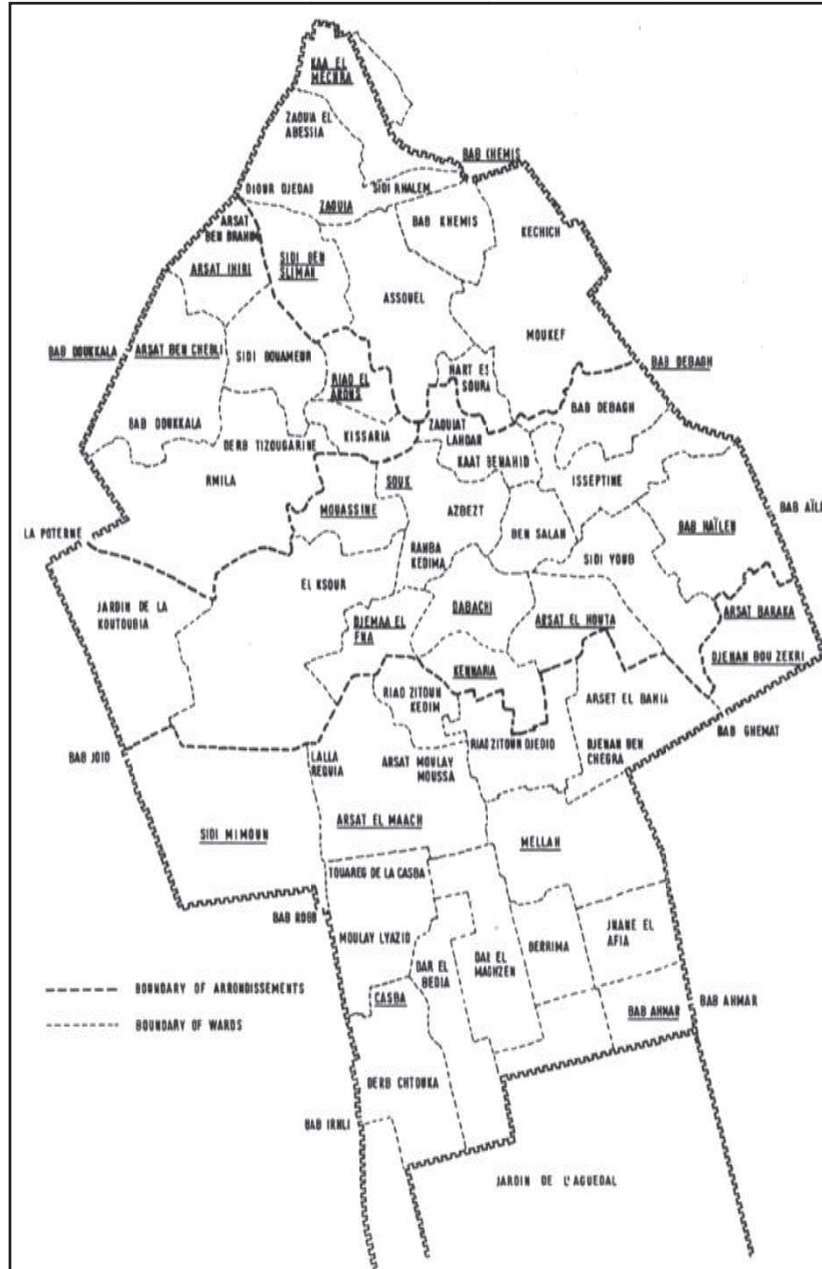 KAA EL
MECHRA
ZAOUIA EL
ABESSIA
BAB KHEMIS
DIOUR DJEDAD
SIDI RHALEM
ZAOUIA
BAB KHEMIS
KECHICH
ARSAT
BEN BRAHIM
SIDI BEN
SLIMAN
ARSAT IHIRI
ASSOUEL
MOUKEF
BAB DOUKKALA
ARSAT BEN CHEBLI
SIDI BOUAMEUR
BAB DEBAGH
RIAD EL
AROUS
HART ES
SOURA
BAB DEBAGH
BAB DOUKKALA
DERB TIZOUGARINE
KISSARIA
ZAOUIAT
LAHDAR
KAAT BENAHID
RMILA
SOUK
ISSEPTINE
MOUASSINE
AZBEZT
BEN SALAH
BAB HAÏLEN
BAB AÏLE
LA POTERNE
RAHBA
KEDIMA
SIDI YOUB
EL KSOUR
JARDIN DE LA
KOUTOUBIA
DJEMAA EL
FNA
DABACHI
ARSAT EL HOUTA
ARSAT BARAKA
DJENAN BOU ZEKRI
KENNARIA
RIAD ZITOUN
KEDIM
ARSET EL BAHIA
BAB GHEMAT
BAB JDID
LALLA
REQUIA
ARSAT MOULAY
MOUSSA
RIAD ZITOUN DJEDID
DJENAN BEN
CHEGRA
SIDI MIMOUN
ARSAT EL MAACH
MELLAH
TOUAREG DE LA CASBA
BAB ROBB
MOULAY LYAZID
DAR EL
BEDIA
DAR EL
MAGHZEN
BERRIMA
JNANE EL
AFIA
BOUNDARY OF ARRONDISSEMENTS
CASBA
BAB AHMAR
BAB AHMAR
BOUNDARY OF WARDS
DERB CHTOUKA
BAB IRHLI
JARDIN DE L'AGUEDAL